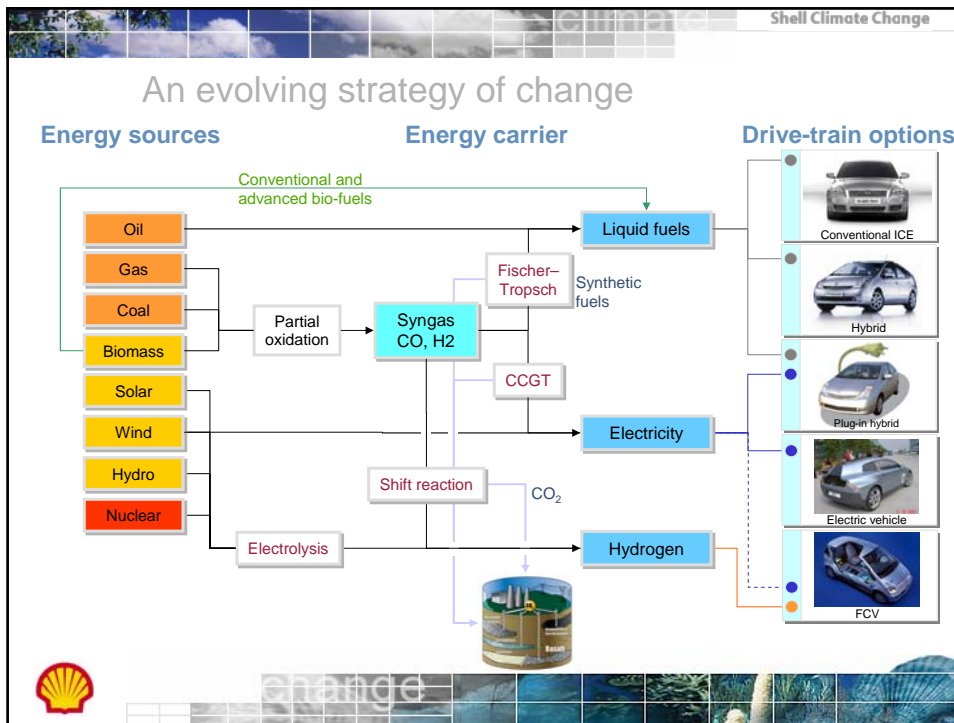 climate
Shell Climate Change
An evolving strategy of change
Energy sources
Energy carrier
Drive-train options
Conventional and
advanced bio-fuels
Oil
Gas
Coal
Biomass
Solar
Wind
Hydro
Nuclear
Partial
oxidation
Electrolysis
Syngas
CO, H2
Fischer–
Tropsch
Synthetic
fuels
CCGT
Shift reaction
CO₂
Liquid fuels
Electricity
Hydrogen
Conventional ICE
Hybrid
Plug-in hybrid
Electric vehicle
FCV
change